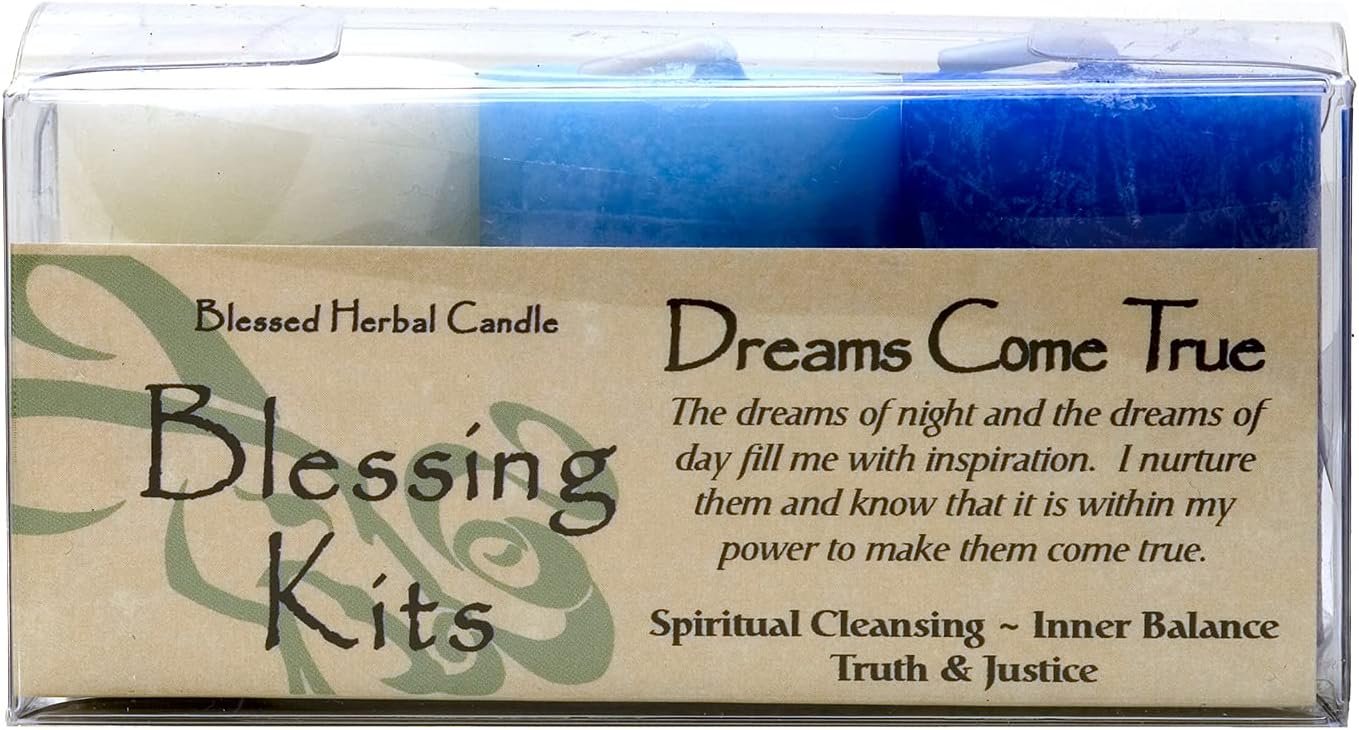 Blessed Herbal Candle
Blessing
Kits
Dreams Come True
The dreams of night and the dreams of
day fill me with inspiration.  I nurture
them and know that it is within my
power to make them come true.
Spiritual Cleansing ~ Inner Balance
Truth & Justice